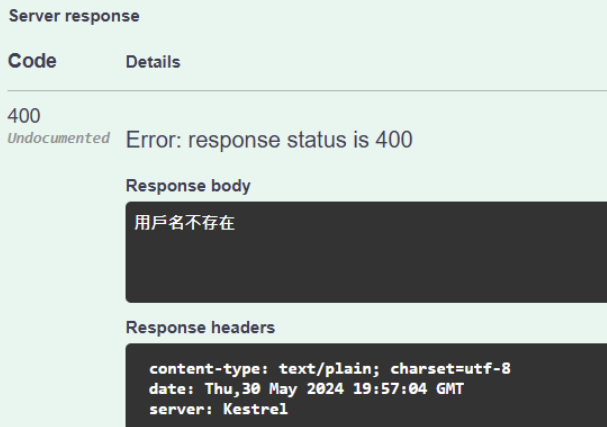 Server response
Code Details
400
Undocumented
Error: response status is 400
Response body
用戶名不存在
Response headers
content-type: text/plain; charset=utf-8
date: Thu,30 May 2024 19:57:04 GMT
server: Kestrel